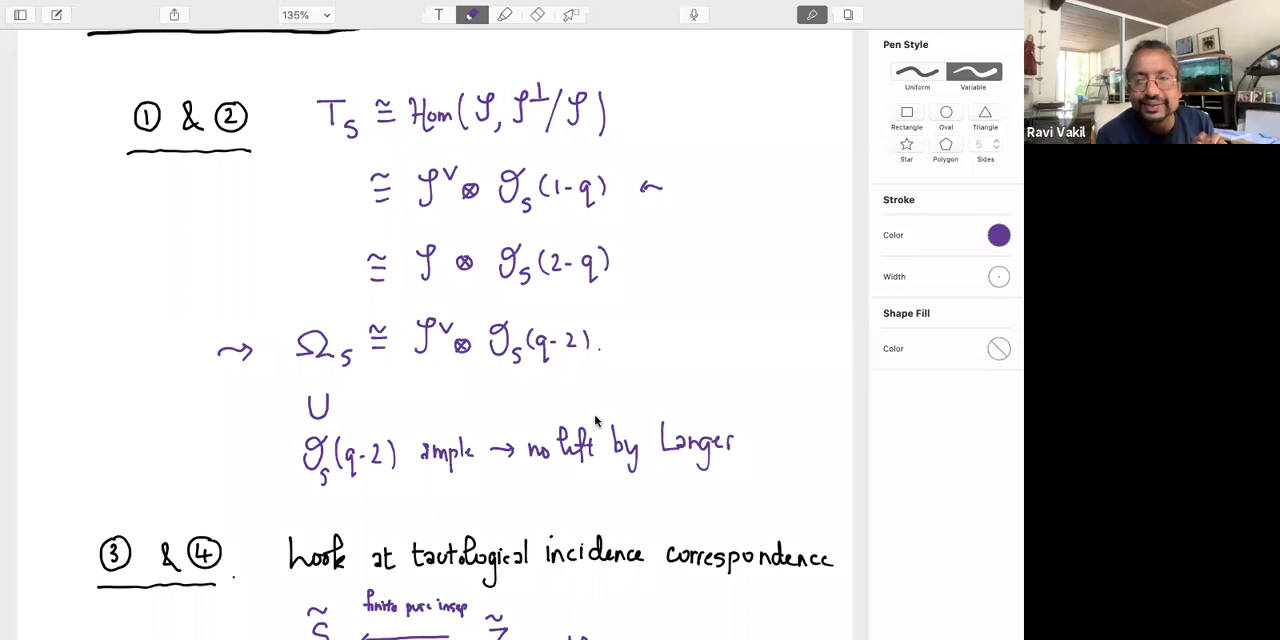 135%
T
① & ② T_S ≅ Hom(𝒮, 𝒮^⊥/𝒮)
≅ 𝒮^∨ ⊗ 𝒪_S(1-q)
≅ 𝒮 ⊗ 𝒪_S(2-q)
⇝ Ω_S ≅ 𝒮^∨ ⊗ 𝒪_S(q-2).
∪
𝒪_S(q-2) ample → no lift by Langer
③ & ④. Look at tautological incidence correspondence
finite pure insep
Pen Style
Uniform Variable
Rectangle Oval Triangle
5
Star Polygon Sides
Stroke
Color
Width
Shape Fill
Color
Ravi Vakil